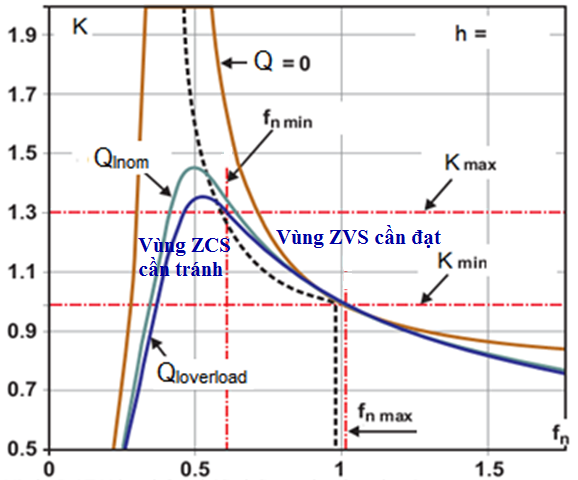 K
h =
1.9
Q = 0
1.7
f n min
1.5
Q lnom
K max
1.3
Vùng ZCS
cần tránh
Vùng ZVS cần đạt
K min
1.1
0.9
Q loverload
0.7
f n max
0.5
f n
0
0.5
1
1.5